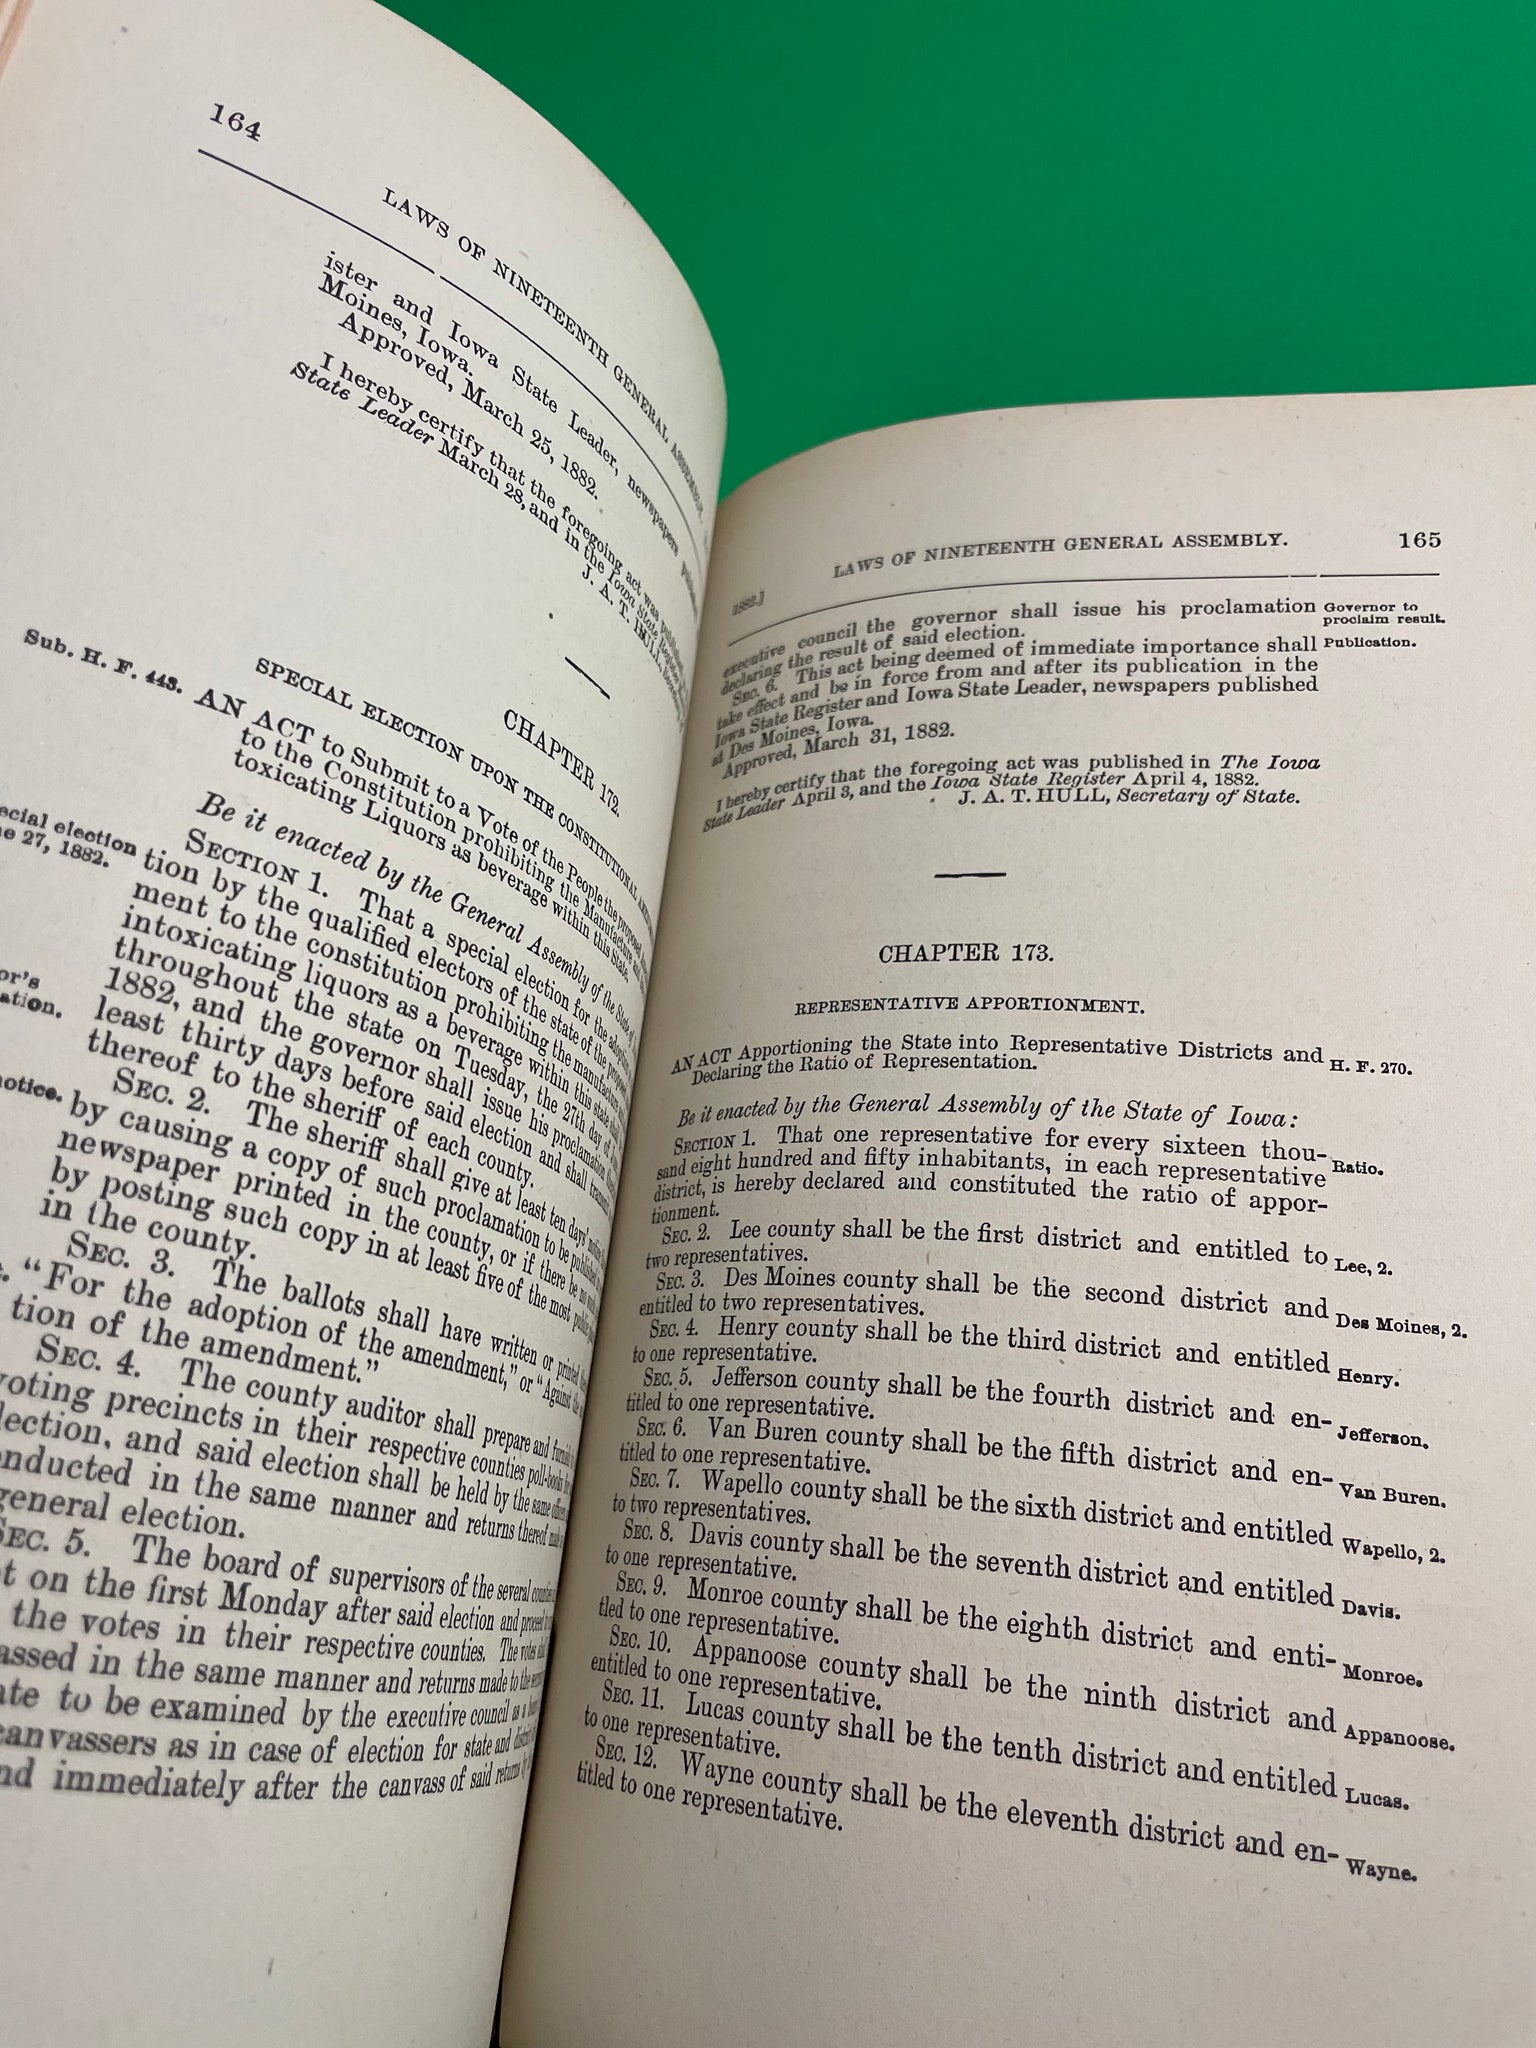 164
LAWS OF NINETEENTH GENERAL ASSEMBLY.
ister and Iowa State Leader, newspapers
Moines, Iowa.
Approved, March 25, 1882.
I hereby certify that the foregoing act was
State Leader March 28, and in the Iowa State
J. A. T. HULL,
CHAPTER 172.
SPECIAL ELECTION UPON THE CONSTITUTIONAL
Sub. H. F. 443.
AN ACT to Submit to a Vote of the People the proposed
to the Constitution prohibiting the Manufacture and
toxicating Liquors as beverage within this State.
Be it enacted by the General Assembly of the State of
ecial election
e 27, 1882.
SECTION 1. That a special election for the adoption
tion by the qualified electors of the state of the
ment to the constitution prohibiting the manufacture
intoxicating liquors as a beverage within this state
throughout the state on Tuesday, the 27th day of
or's
ation.
1882, and the governor shall issue his proclamation
least thirty days before said election and shall transmit
thereof to the sheriff of each county.
notice.
SEC. 2. The sheriff shall give at least ten days'
by causing a copy of such proclamation to be published
newspaper printed in the county, or if there be no
by posting such copy in at least five of the most public
in the county.
SEC. 3. The ballots shall have written or printed
"For the adoption of the amendment," or "Against the
tion of the amendment."
SEC. 4. The county auditor shall prepare and furnish
voting precincts in their respective counties poll-books
lection, and said election shall be held by the same
onducted in the same manner and returns thereof
general election.
SEC. 5. The board of supervisors of the several counties
t on the first Monday after said election and proceed
the votes in their respective counties. The votes
assed in the same manner and returns made to the
ate to be examined by the executive council as a
canvassers as in case of election for state and
nd immediately after the canvass of said returns
1882.]
LAWS OF NINETEENTH GENERAL ASSEMBLY.
165
executive council the governor shall issue his proclamation
declaring the result of said election.
Governor to
proclaim result.
SEC. 6. This act being deemed of immediate importance shall
Publication.
take effect and be in force from and after its publication in the
Iowa State Register and Iowa State Leader, newspapers published
at Des Moines, Iowa.
Approved, March 31, 1882.
I hereby certify that the foregoing act was published in The Iowa
State Leader April 3, and the Iowa State Register April 4, 1882.
J. A. T. HULL, Secretary of State.
CHAPTER 173.
REPRESENTATIVE APPORTIONMENT.
AN ACT Apportioning the State into Representative Districts and
Declaring the Ratio of Representation.
H. F. 270.
Be it enacted by the General Assembly of the State of Iowa:
SECTION 1. That one representative for every sixteen thou-
Ratio.
sand eight hundred and fifty inhabitants, in each representative
district, is hereby declared and constituted the ratio of appor-
tionment.
SEC. 2. Lee county shall be the first district and entitled to
Lee, 2.
two representatives.
SEC. 3. Des Moines county shall be the second district and
Des Moines, 2.
entitled to two representatives.
SEC. 4. Henry county shall be the third district and entitled
Henry.
to one representative.
SEC. 5. Jefferson county shall be the fourth district and en-
Jefferson.
titled to one representative.
SEC. 6. Van Buren county shall be the fifth district and en-
Van Buren.
titled to one representative.
SEC. 7. Wapello county shall be the sixth district and entitled
Wapello, 2.
to two representatives.
SEC. 8. Davis county shall be the seventh district and entitled
Davis.
to one representative.
SEC. 9. Monroe county shall be the eighth district and enti-
Monroe.
tled to one representative.
SEC. 10. Appanoose county shall be the ninth district and
Appanoose.
entitled to one representative.
SEC. 11. Lucas county shall be the tenth district and entitled
Lucas.
to one representative.
SEC. 12. Wayne county shall be the eleventh district and en-
Wayne.
titled to one representative.